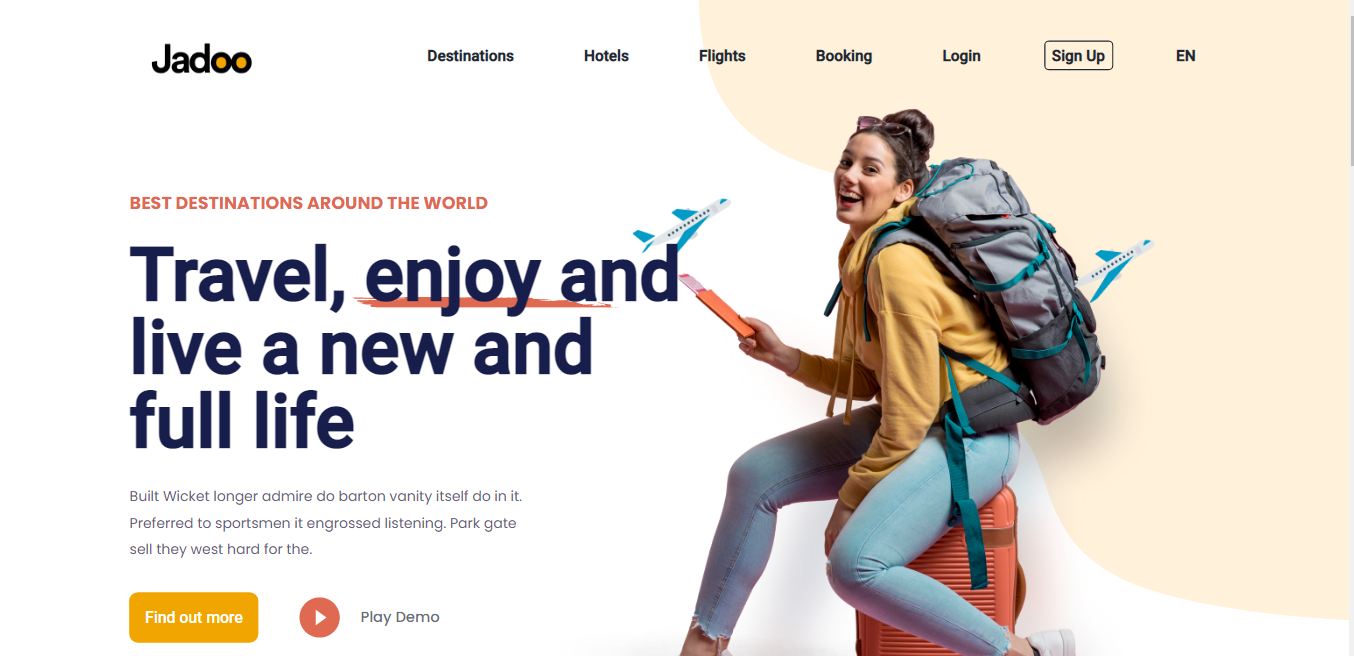 Jadoo
Destinations
Hotels
Flights
Booking
Login
Sign Up
EN
BEST DESTINATIONS AROUND THE WORLD
Travel, enjoy and
live a new and
full life
Built Wicket longer admire do barton vanity itself do in it.
Preferred to sportsmen it engrossed listening. Park gate
sell they west hard for the.
Find out more
Play Demo